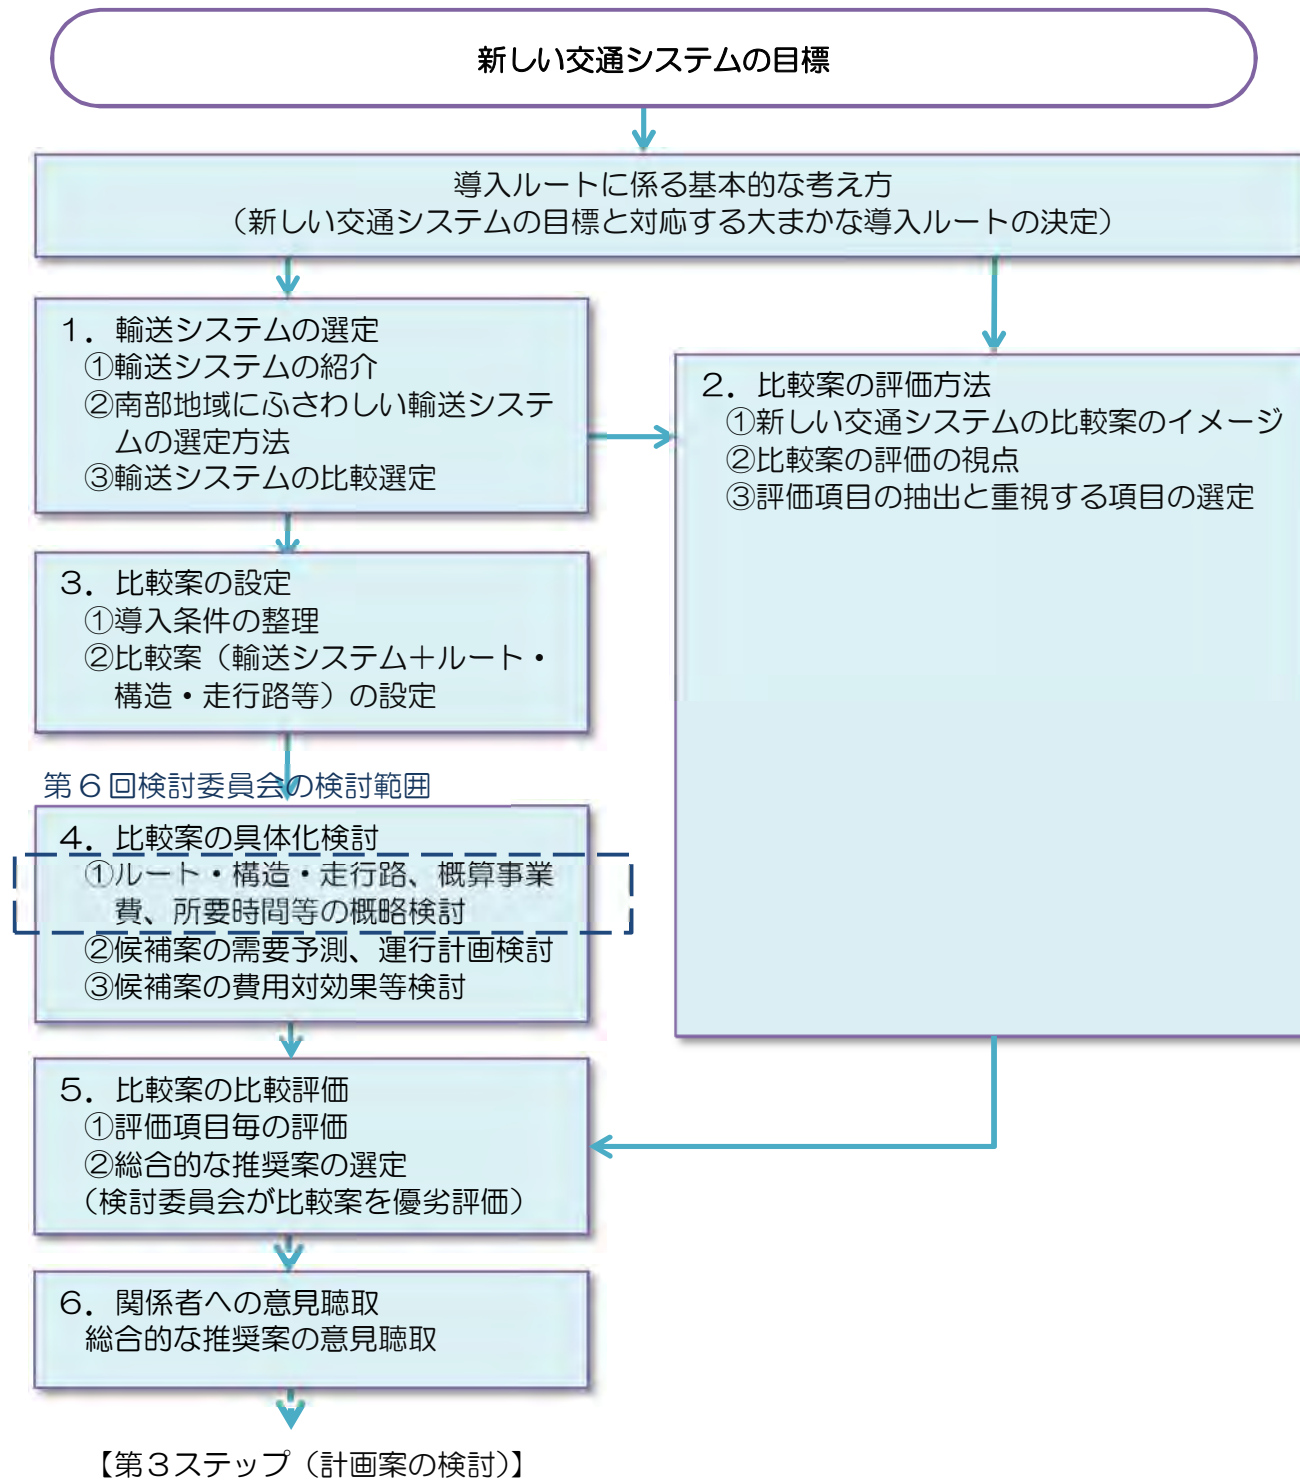 新しい交通システムの目標
導入ルートに係る基本的な考え方
（新しい交通システムの目標と対応する大まかな導入ルートの決定）
１．輸送システムの選定
①輸送システムの紹介
②南部地域にふさわしい輸送システ
ムの選定方法
③輸送システムの比較選定
２．比較案の評価方法
①新しい交通システムの比較案のイメージ
②比較案の評価の視点
③評価項目の抽出と重視する項目の選定
３．比較案の設定
①導入条件の整理
②比較案（輸送システム＋ルート・
構造・走行路等）の設定
第６回検討委員会の検討範囲
４．比較案の具体化検討
①ルート・構造・走行路、概算事業
費、所要時間等の概略検討
②候補案の需要予測、運行計画検討
③候補案の費用対効果等検討
５．比較案の比較評価
①評価項目毎の評価
②総合的な推奨案の選定
（検討委員会が比較案を優劣評価）
６．関係者への意見聴取
総合的な推奨案の意見聴取
【第３ステップ（計画案の検討）】